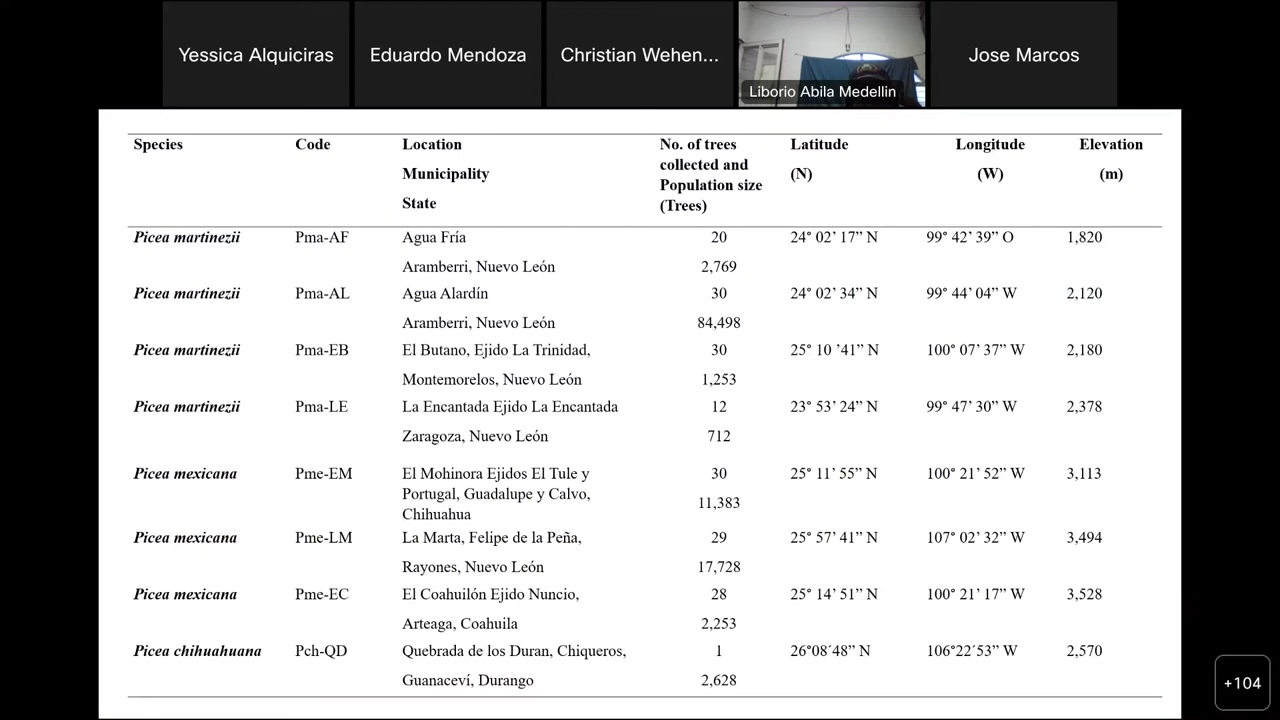 Yessica Alquiciras
Eduardo Mendoza
Christian Wehen...
Liborio Abila Medellin
Jose Marcos
Species Code Location No. of trees Latitude Longitude Elevation
collected and
Municipality Population size (N) (W) (m)
State (Trees)
Picea martinezii Pma-AF Agua Fría 20 24° 02’ 17” N 99° 42’ 39” O 1,820
Aramberri, Nuevo León 2,769
Picea martinezii Pma-AL Agua Alardín 30 24° 02’ 34” N 99° 44’ 04” W 2,120
Aramberri, Nuevo León 84,498
Picea martinezii Pma-EB El Butano, Ejido La Trinidad, 30 25° 10 ’41” N 100° 07’ 37” W 2,180
Montemorelos, Nuevo León 1,253
Picea martinezii Pma-LE La Encantada Ejido La Encantada 12 23° 53’ 24” N 99° 47’ 30” W 2,378
Zaragoza, Nuevo León 712
Picea mexicana Pme-EM El Mohinora Ejidos El Tule y 30 25° 11’ 55” N 100° 21’ 52” W 3,113
Portugal, Guadalupe y Calvo, 11,383
Chihuahua
Picea mexicana Pme-LM La Marta, Felipe de la Peña, 29 25° 57’ 41” N 107° 02’ 32” W 3,494
Rayones, Nuevo León 17,728
Picea mexicana Pme-EC El Coahuilón Ejido Nuncio, 28 25° 14’ 51” N 100° 21’ 17” W 3,528
Arteaga, Coahuila 2,253
Picea chihuahuana Pch-QD Quebrada de los Duran, Chiqueros, 1 26°08´48” N 106°22´53” W 2,570
Guanaceví, Durango 2,628
+104